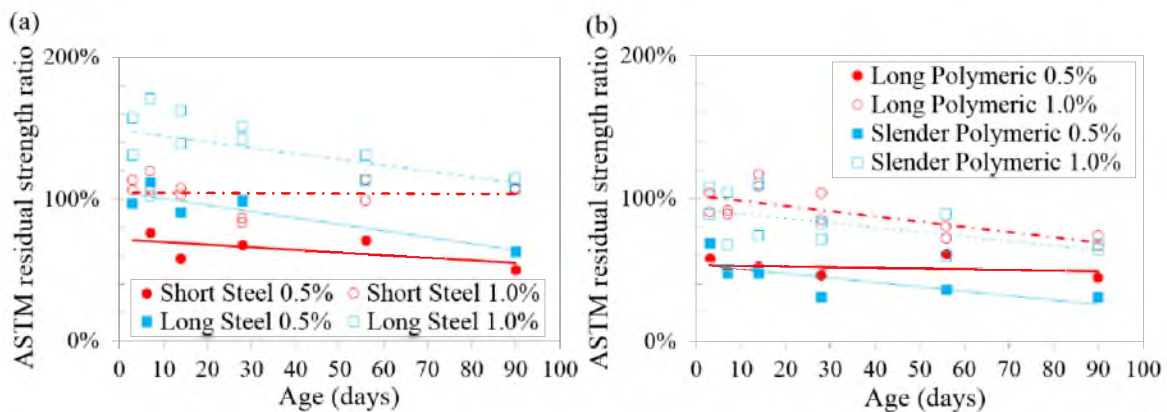 (a)
ASTM residual strength ratio
200%
100%
0%
Short Steel 0.5%
Short Steel 1.0%
Long Steel 0.5%
Long Steel 1.0%
0 10 20 30 40 50 60 70 80 90 100
Age (days)
(b)
ASTM residual strength ratio
200%
100%
0%
Long Polymeric 0.5%
Long Polymeric 1.0%
Slender Polymeric 0.5%
Slender Polymeric 1.0%
0 10 20 30 40 50 60 70 80 90 100
Age (days)